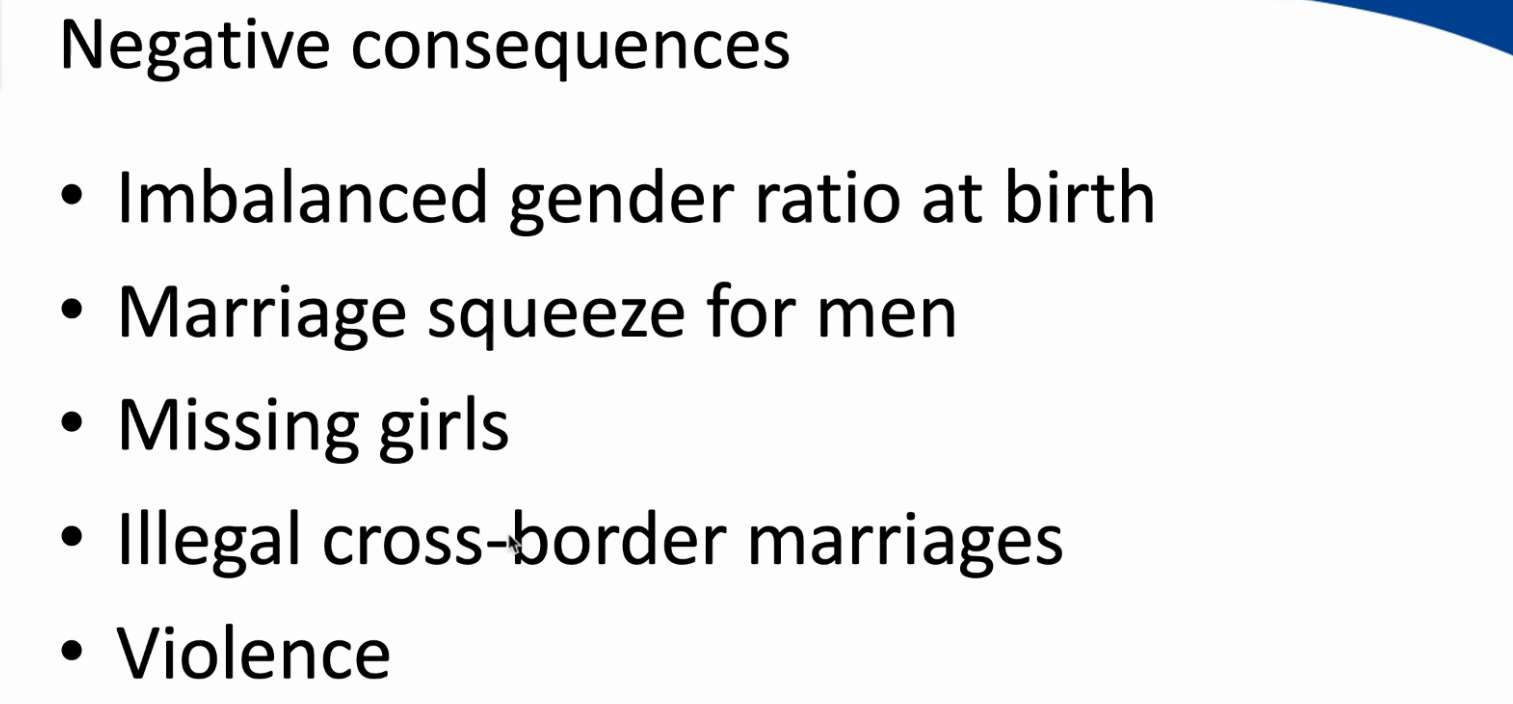 Negative consequences
• Imbalanced gender ratio at birth
• Marriage squeeze for men
• Missing girls
• Illegal cross-border marriages
• Violence